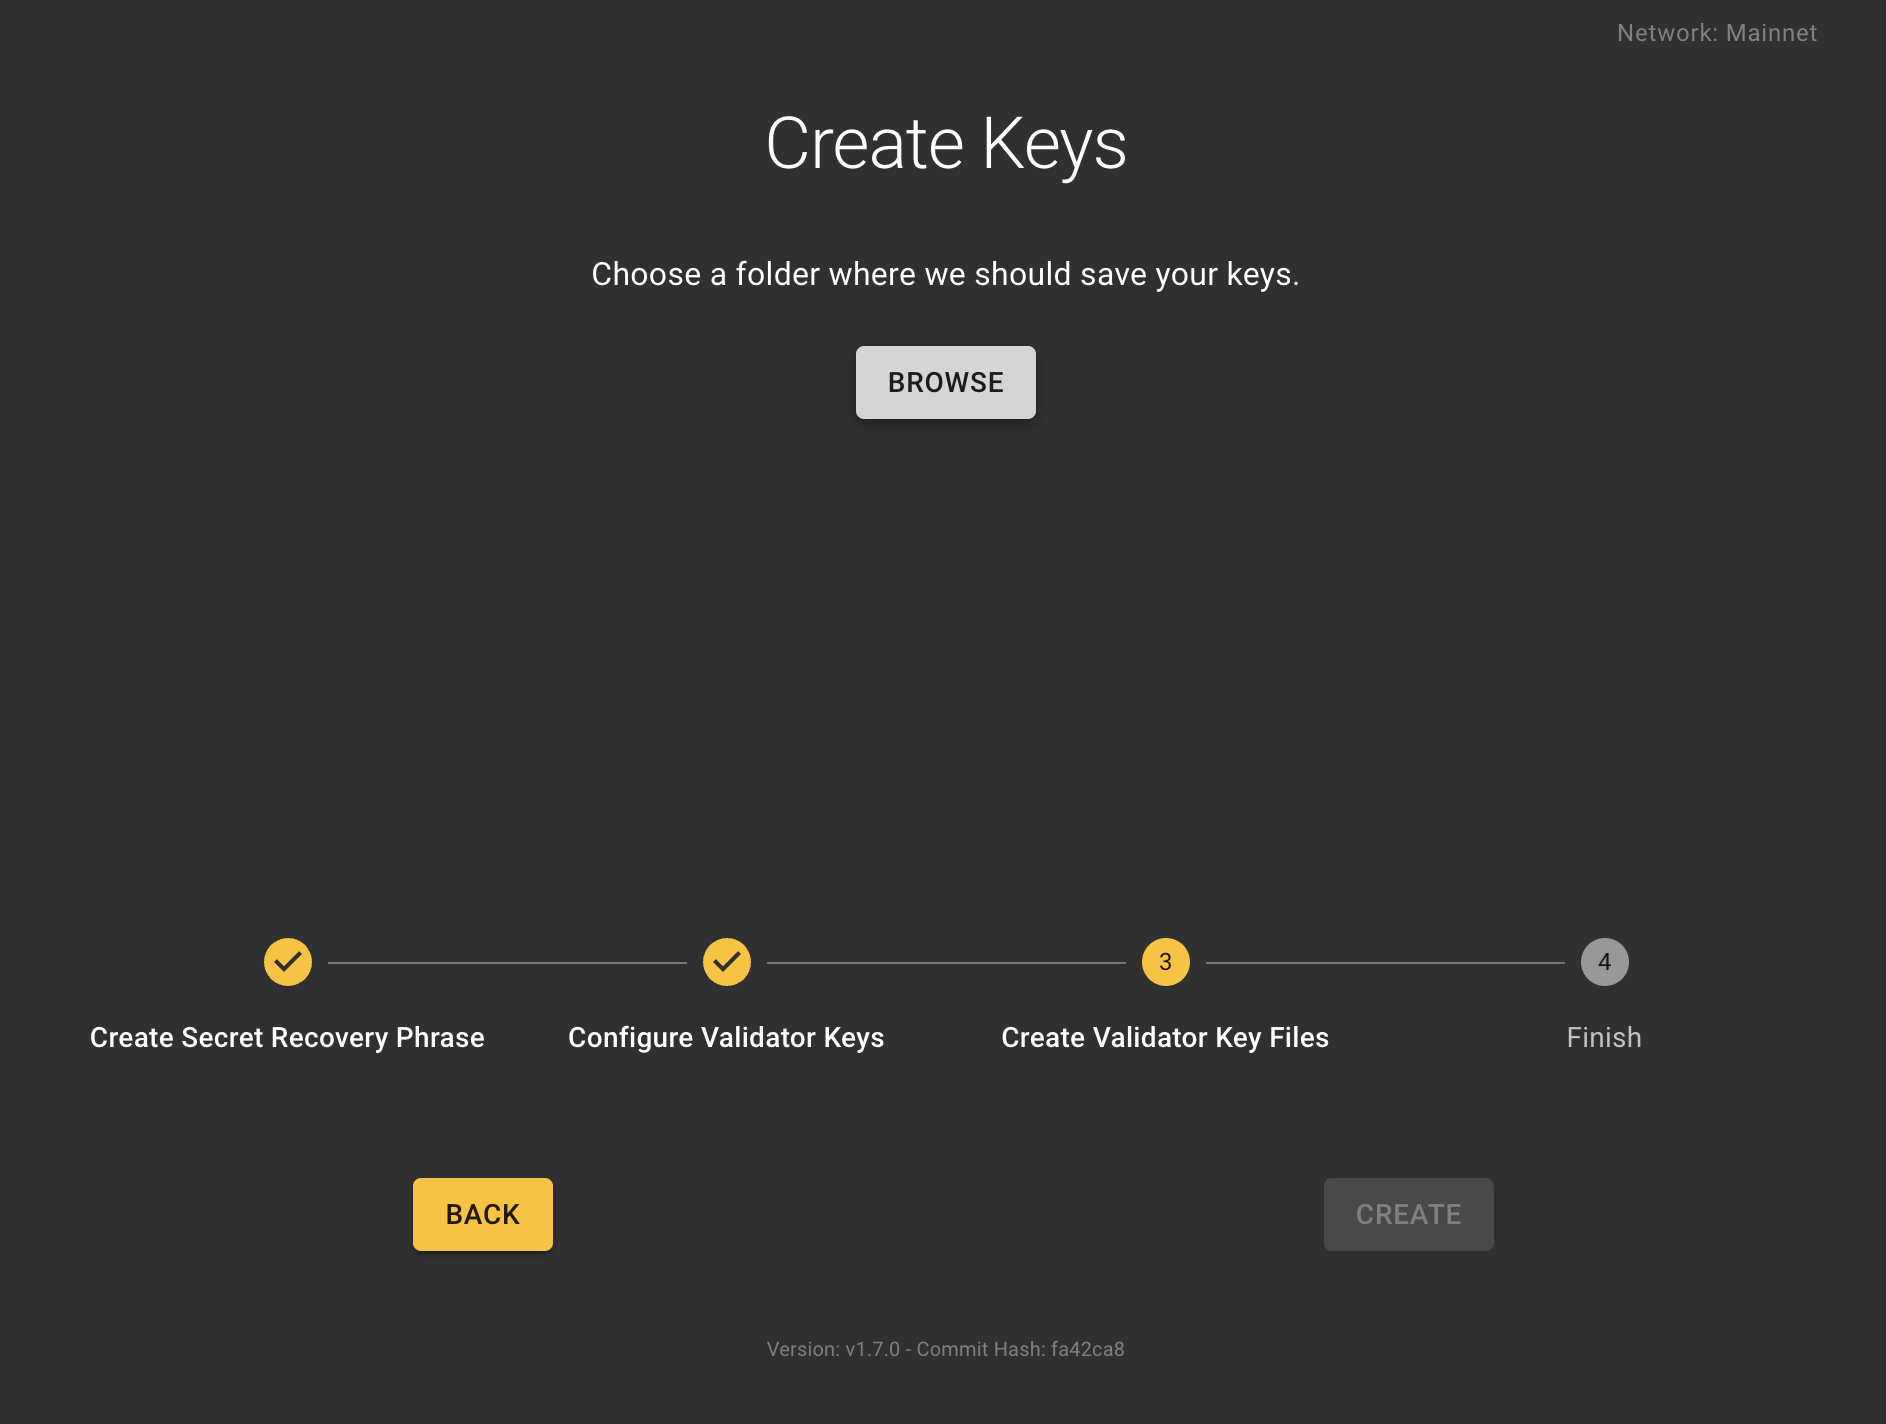 Network: Mainnet
Create Keys
Choose a folder where we should save your keys.
BROWSE
3
4
Create Secret Recovery Phrase
Configure Validator Keys
Create Validator Key Files
Finish
BACK
CREATE
Version: v1.7.0 - Commit Hash: fa42ca8